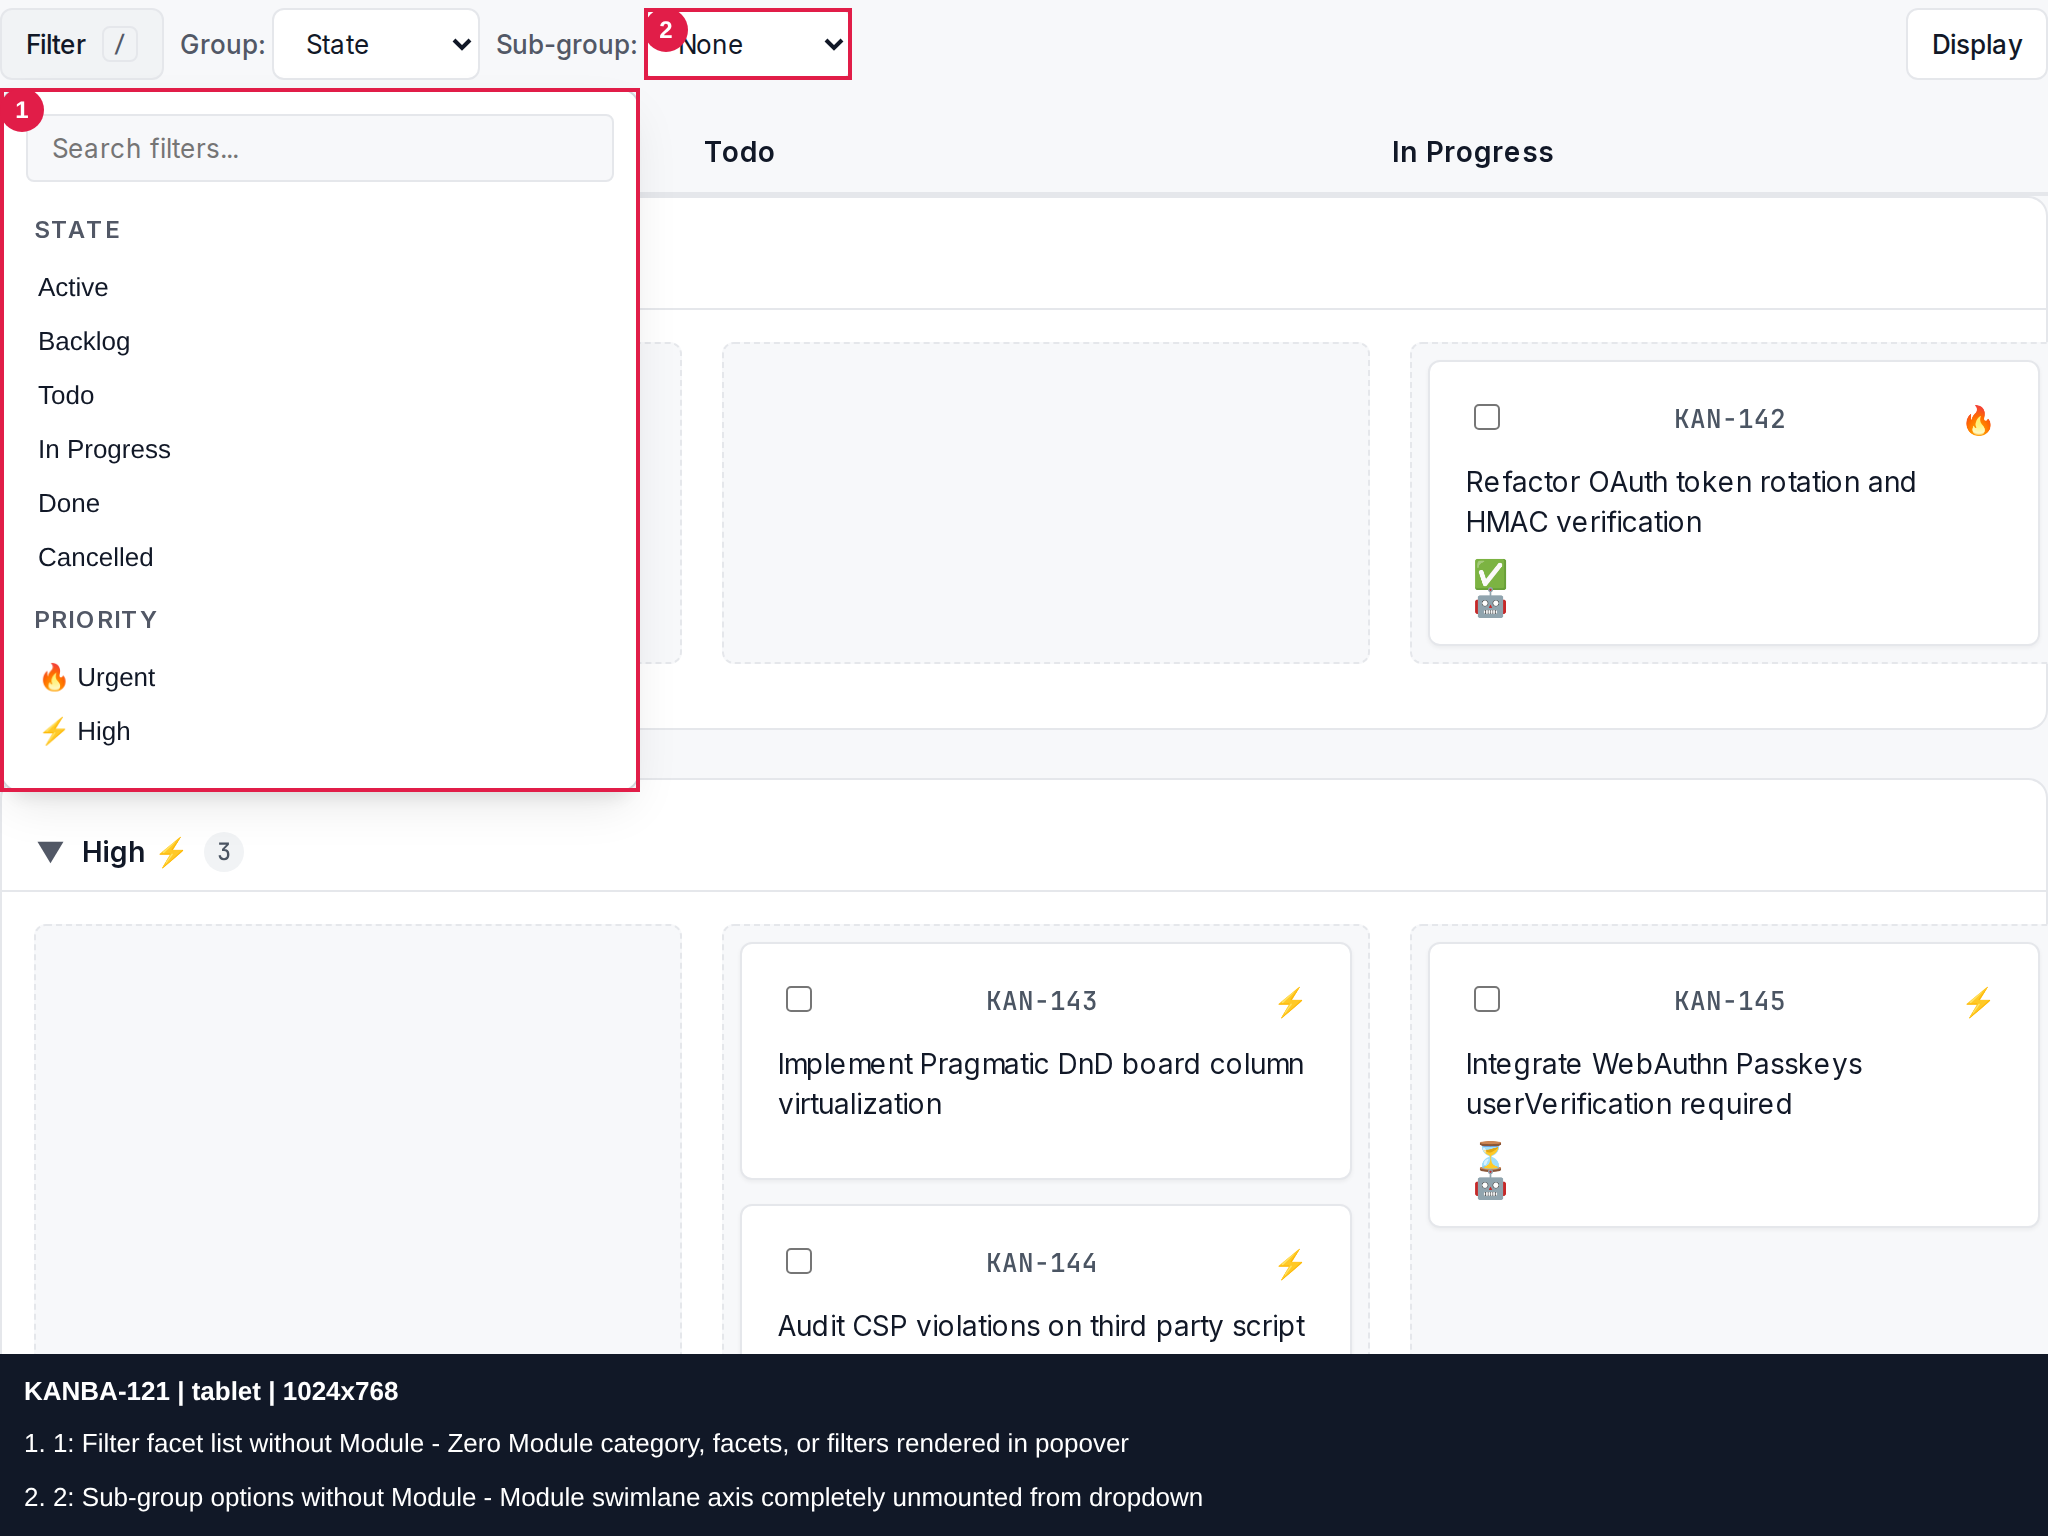 Filter / Group: State Sub-group: 2 None Display
1
Search filters...
Todo In Progress
STATE
Active
Backlog
Todo
In Progress
Done
Cancelled
PRIORITY
🔥 Urgent
⚡ High
KAN-142 🔥
Refactor OAuth token rotation and
HMAC verification
✅
🤖
▼ High ⚡ 3
KAN-143 ⚡
Implement Pragmatic DnD board column
virtualization
KAN-145 ⚡
Integrate WebAuthn Passkeys
userVerification required
⏳
🤖
KAN-144 ⚡
Audit CSP violations on third party script
KANBA-121 | tablet | 1024x768
1. 1: Filter facet list without Module - Zero Module category, facets, or filters rendered in popover
2. 2: Sub-group options without Module - Module swimlane axis completely unmounted from dropdown